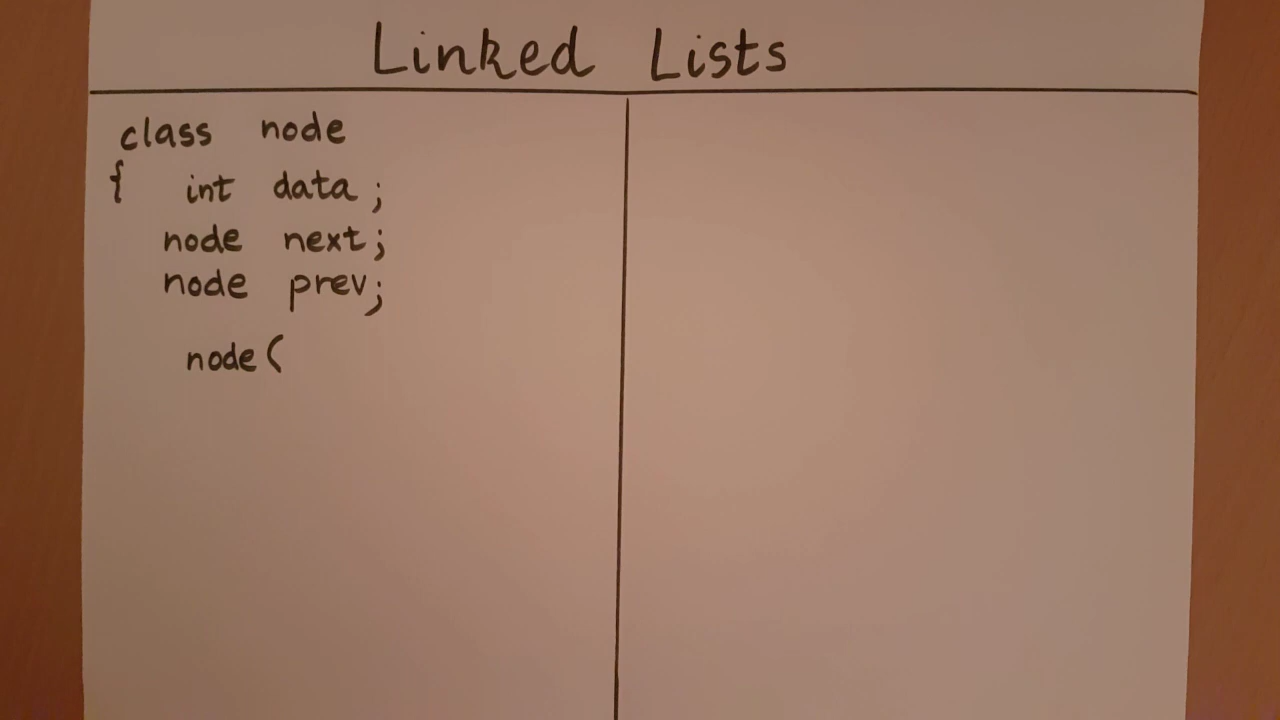 Linked Lists
class node
{ int data ;
node next;
node prev;
node (